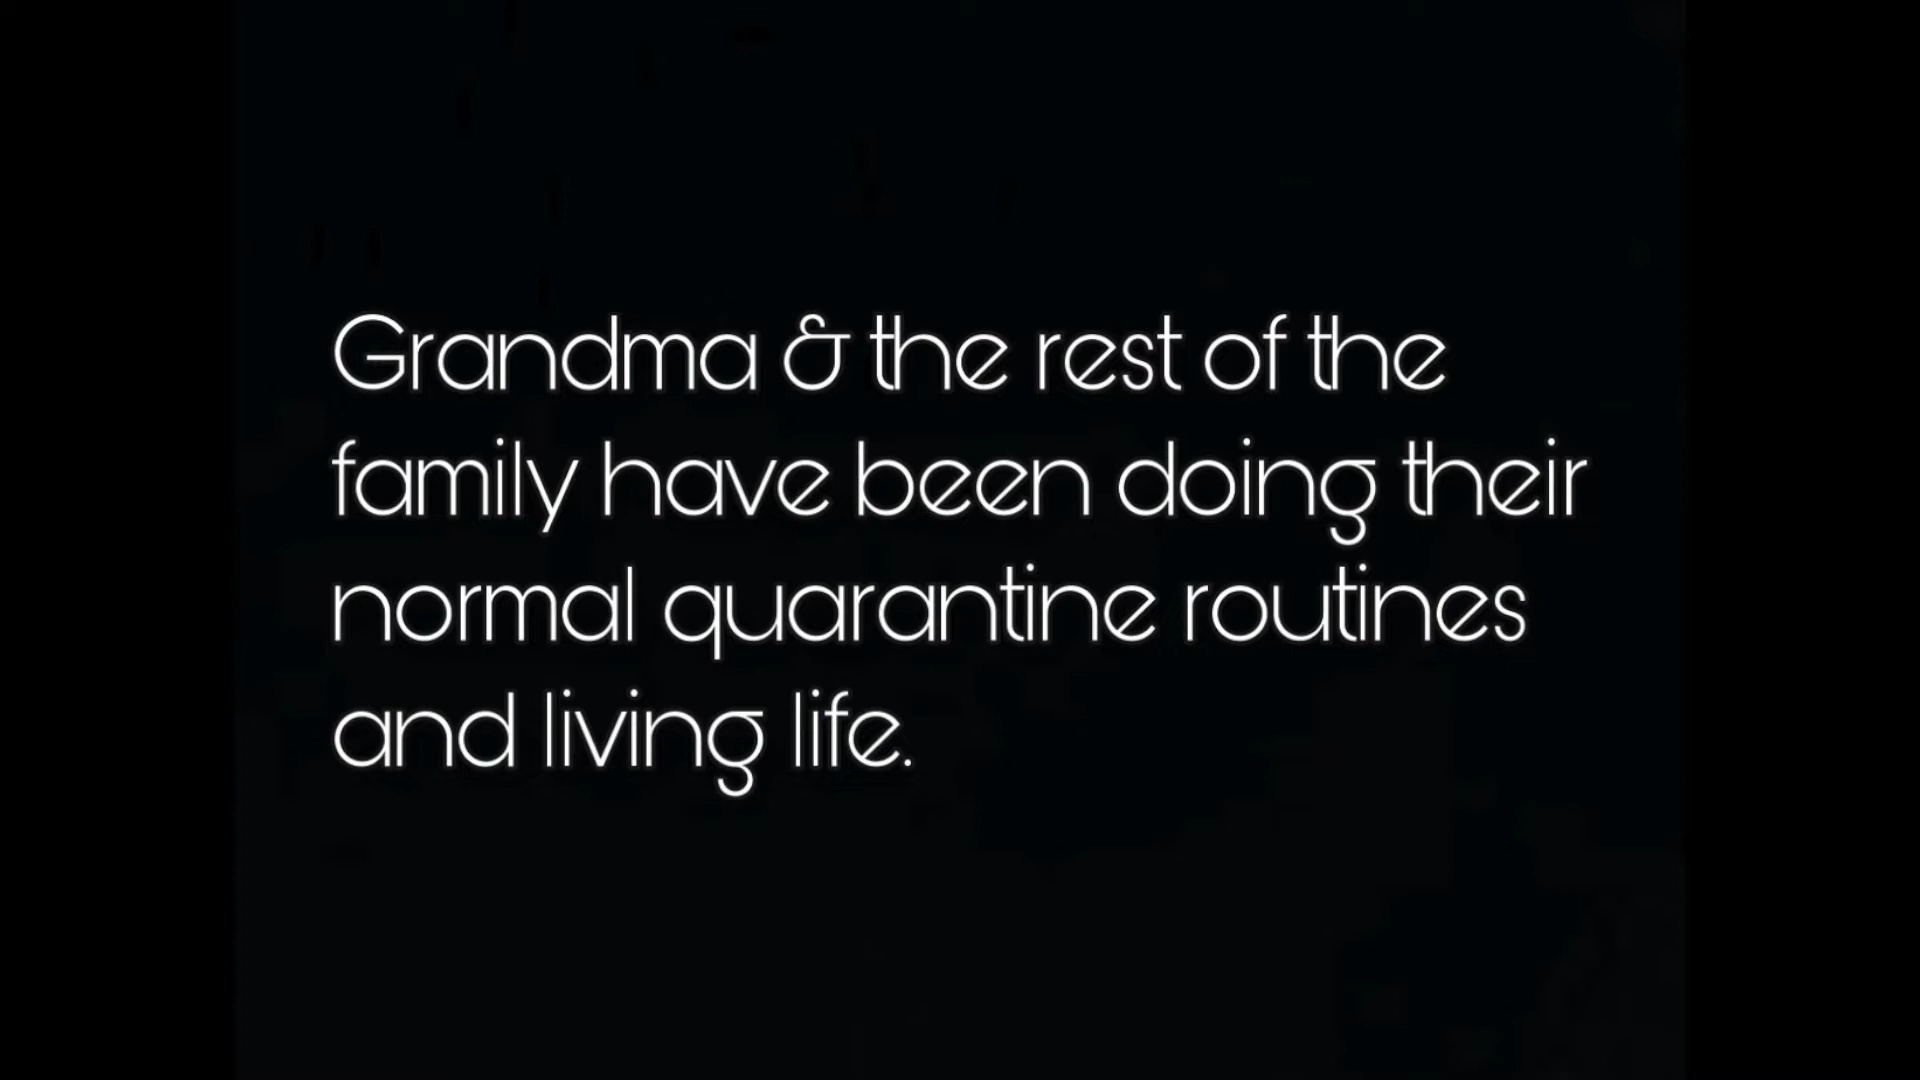 Grandma & the rest of the
family have been doing their
normal quarantine routines
and living life.